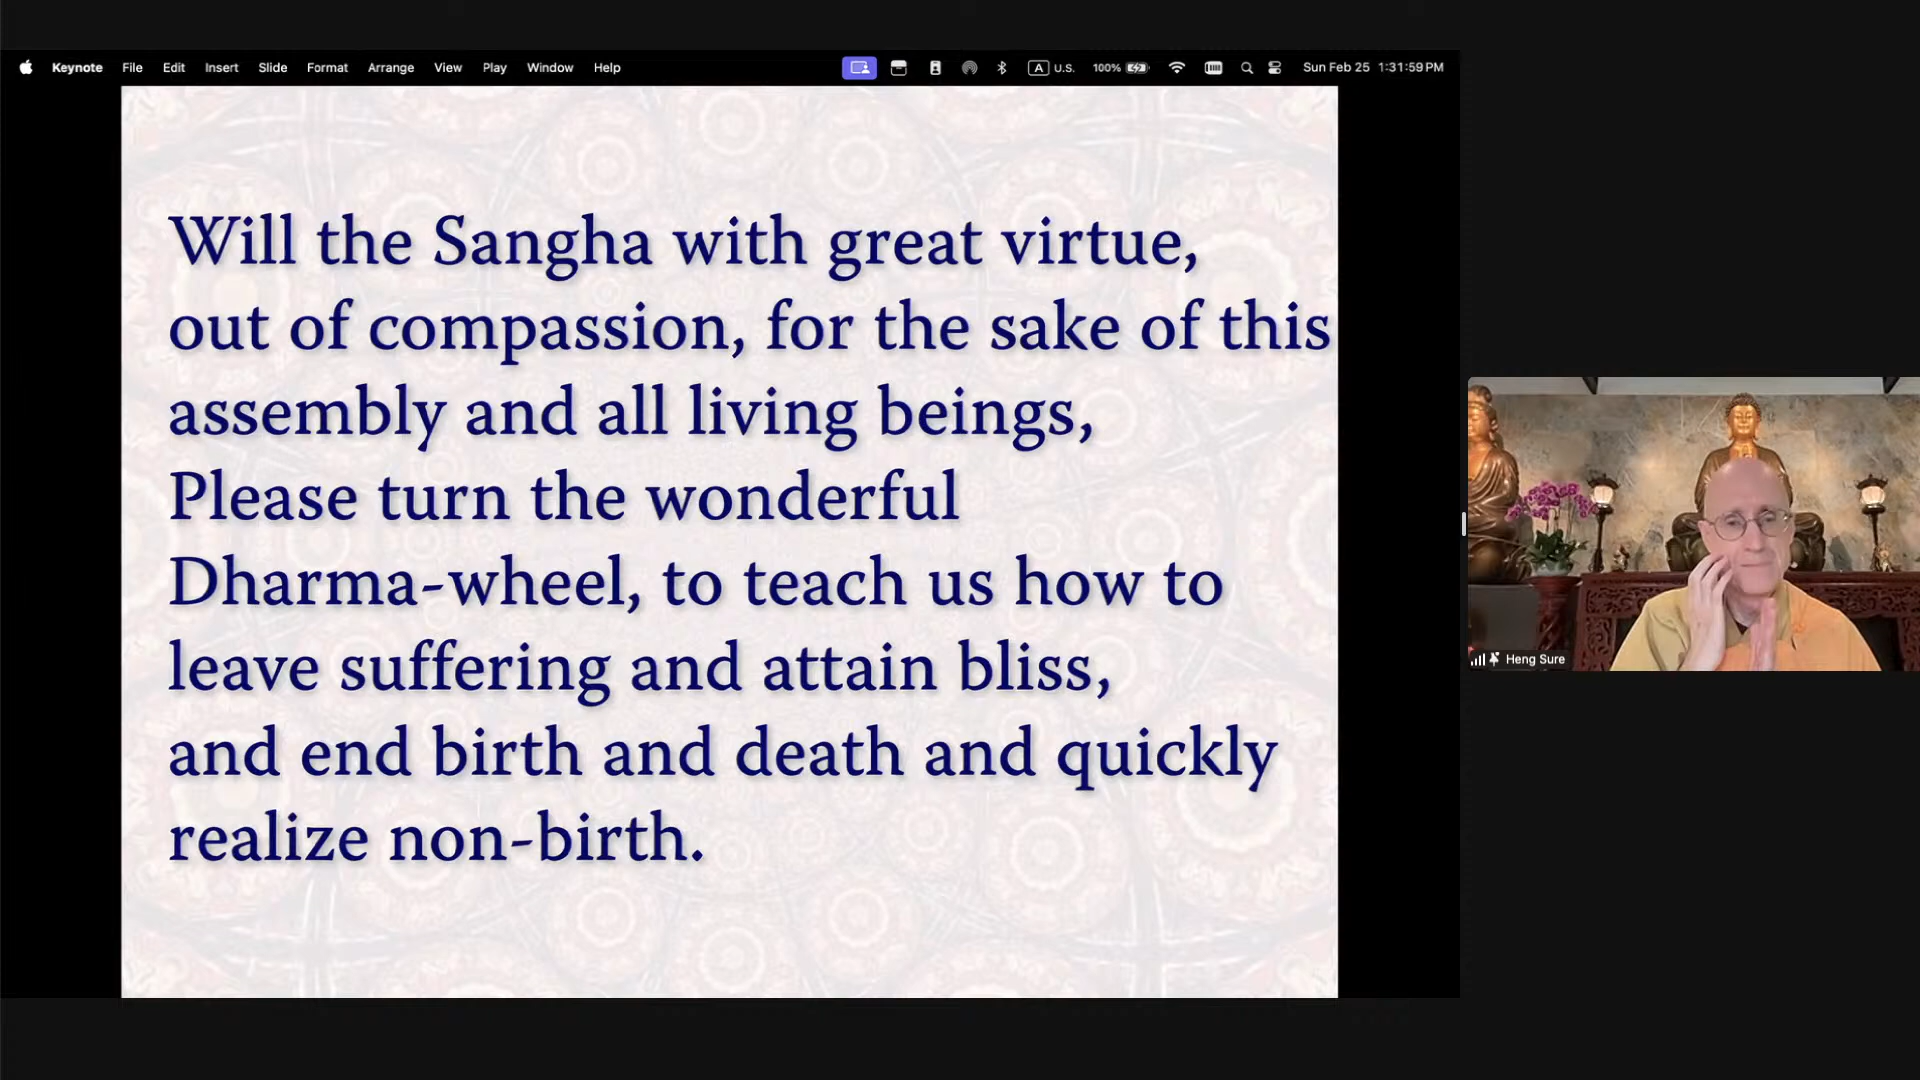 Keynote File Edit Insert Slide Format Arrange View Play Window Help A U.S. 100% Sun Feb 25 1:31:59 PM
Will the Sangha with great virtue,
out of compassion, for the sake of this
assembly and all living beings,
Please turn the wonderful
Dharma-wheel, to teach us how to
leave suffering and attain bliss,
and end birth and death and quickly
realize non-birth.
Heng Sure